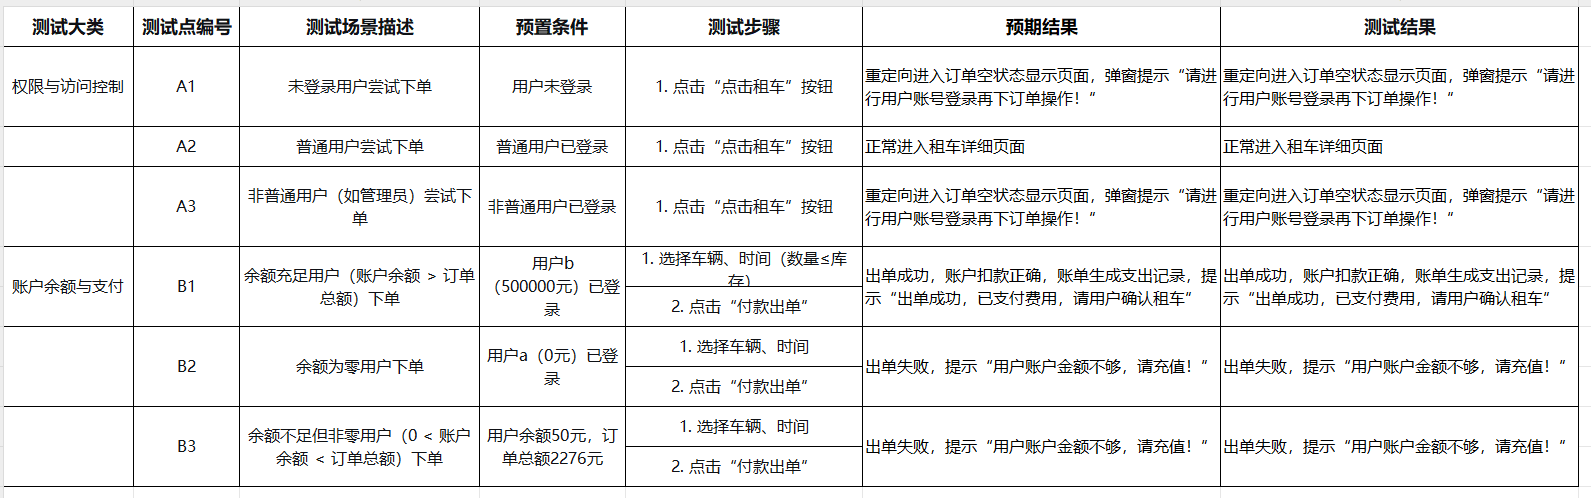 测试大类 测试点编号 测试场景描述 预置条件 测试步骤 预期结果 测试结果
权限与访问控制 A1 未登录用户尝试下单 用户未登录 1. 点击“点击租车”按钮
重定向进入订单空状态显示页面，弹窗提示“请进
行用户账号登录再下订单操作！“
重定向进入订单空状态显示页面，弹窗提示“请进
行用户账号登录再下订单操作！“
A2 普通用户尝试下单 普通用户已登录 1. 点击“点击租车”按钮 正常进入租车详细页面 正常进入租车详细页面
A3
非普通用户（如管理员）尝试下
单
非普通用户已登录 1. 点击“点击租车”按钮
重定向进入订单空状态显示页面，弹窗提示“请进
行用户账号登录再下订单操作！“
重定向进入订单空状态显示页面，弹窗提示“请进
行用户账号登录再下订单操作！“
账户余额与支付 B1
余额充足用户（账户余额 > 订单
总额）下单
用户b
（500000元）已登
录
1. 选择车辆、时间（数量≤库
存）
2. 点击“付款出单“
出单成功，账户扣款正确，账单生成支出记录，提
示“出单成功，已支付费用，请用户确认租车”
出单成功，账户扣款正确，账单生成支出记录，提
示“出单成功，已支付费用，请用户确认租车”
B2 余额为零用户下单
用户a（0元）已登
录
1. 选择车辆、时间
2. 点击“付款出单“
出单失败，提示“用户账户金额不够，请充值！“
出单失败，提示“用户账户金额不够，请充值！“
B3
余额不足但非零用户（0 < 账户
余额 < 订单总额）下单
用户余额50元，订
单总额2276元
1. 选择车辆、时间
2. 点击“付款出单“
出单失败，提示“用户账户金额不够，请充值！“
出单失败，提示“用户账户金额不够，请充值！“